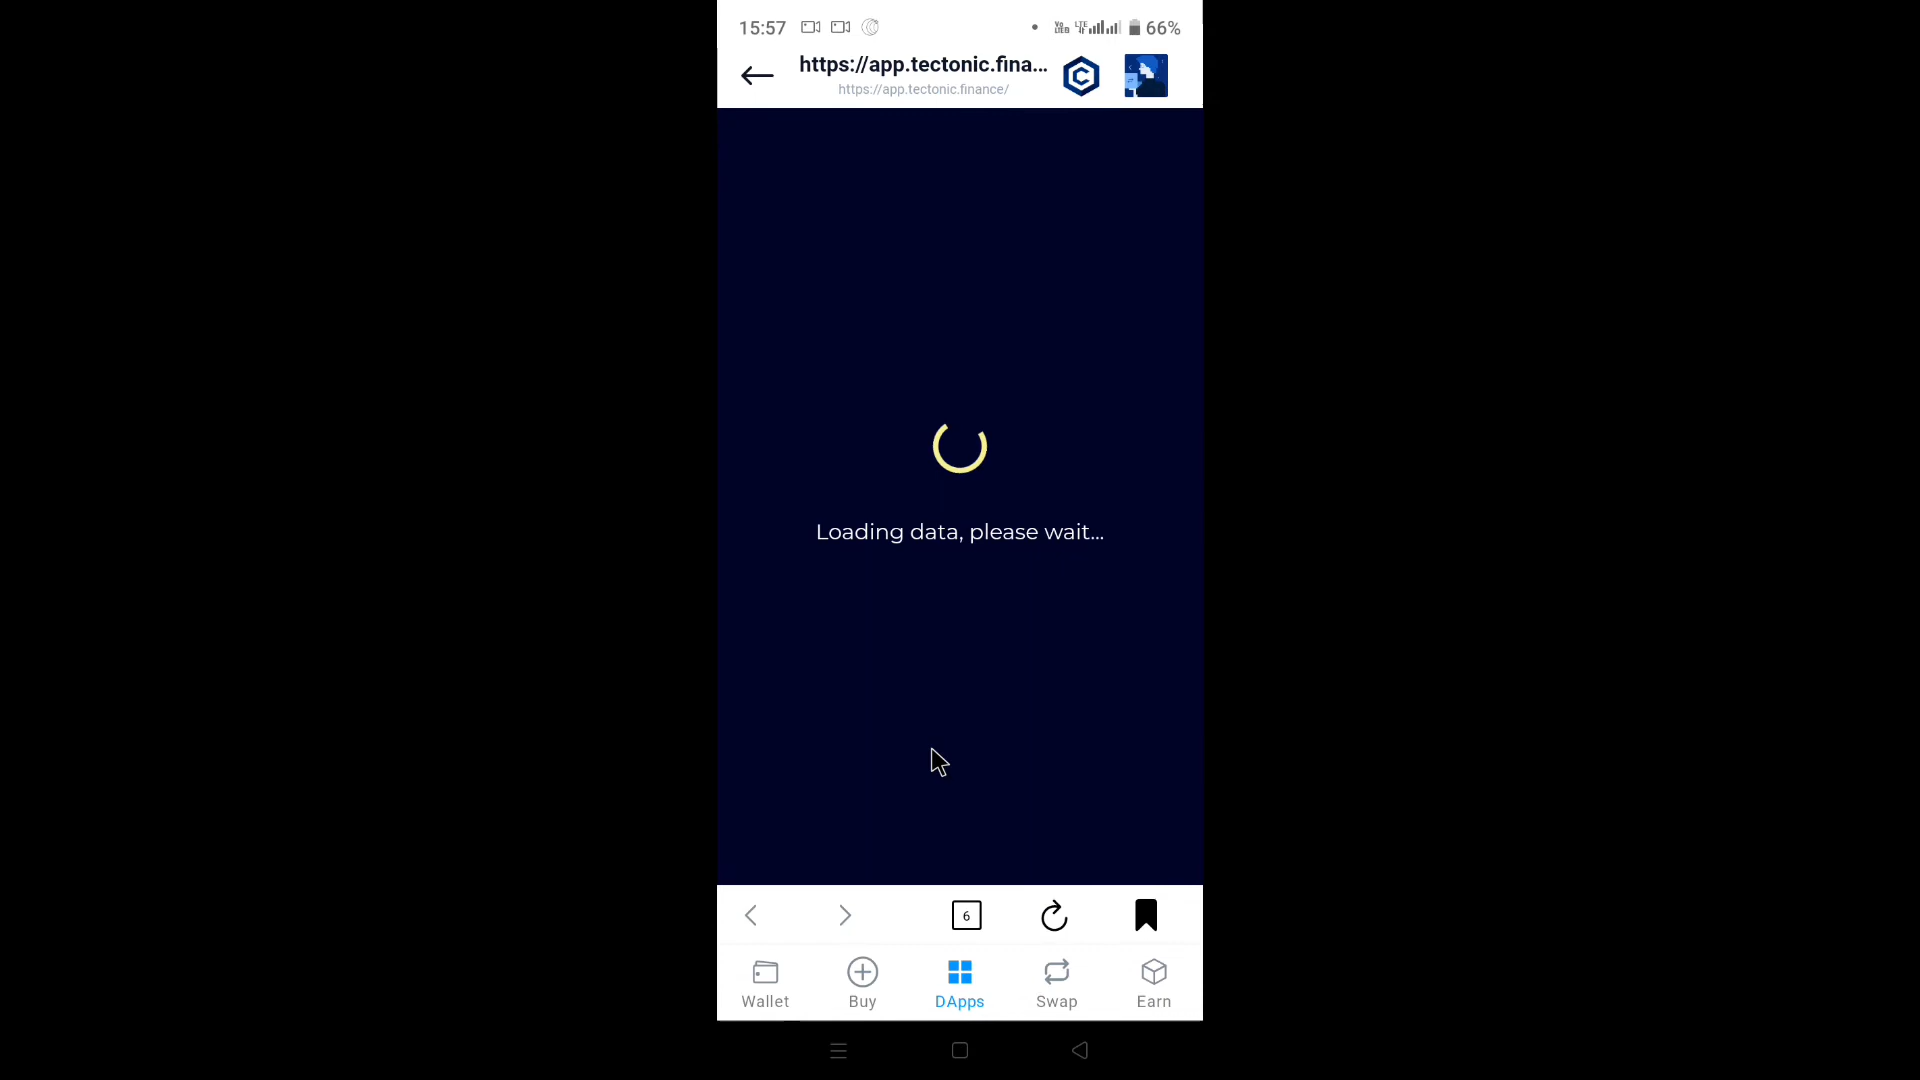 15:57
66%
https://app.tectonic.fina...
https://app.tectonic.finance/
Loading data, please wait...
6
Wallet
Buy
DApps
Swap
Earn